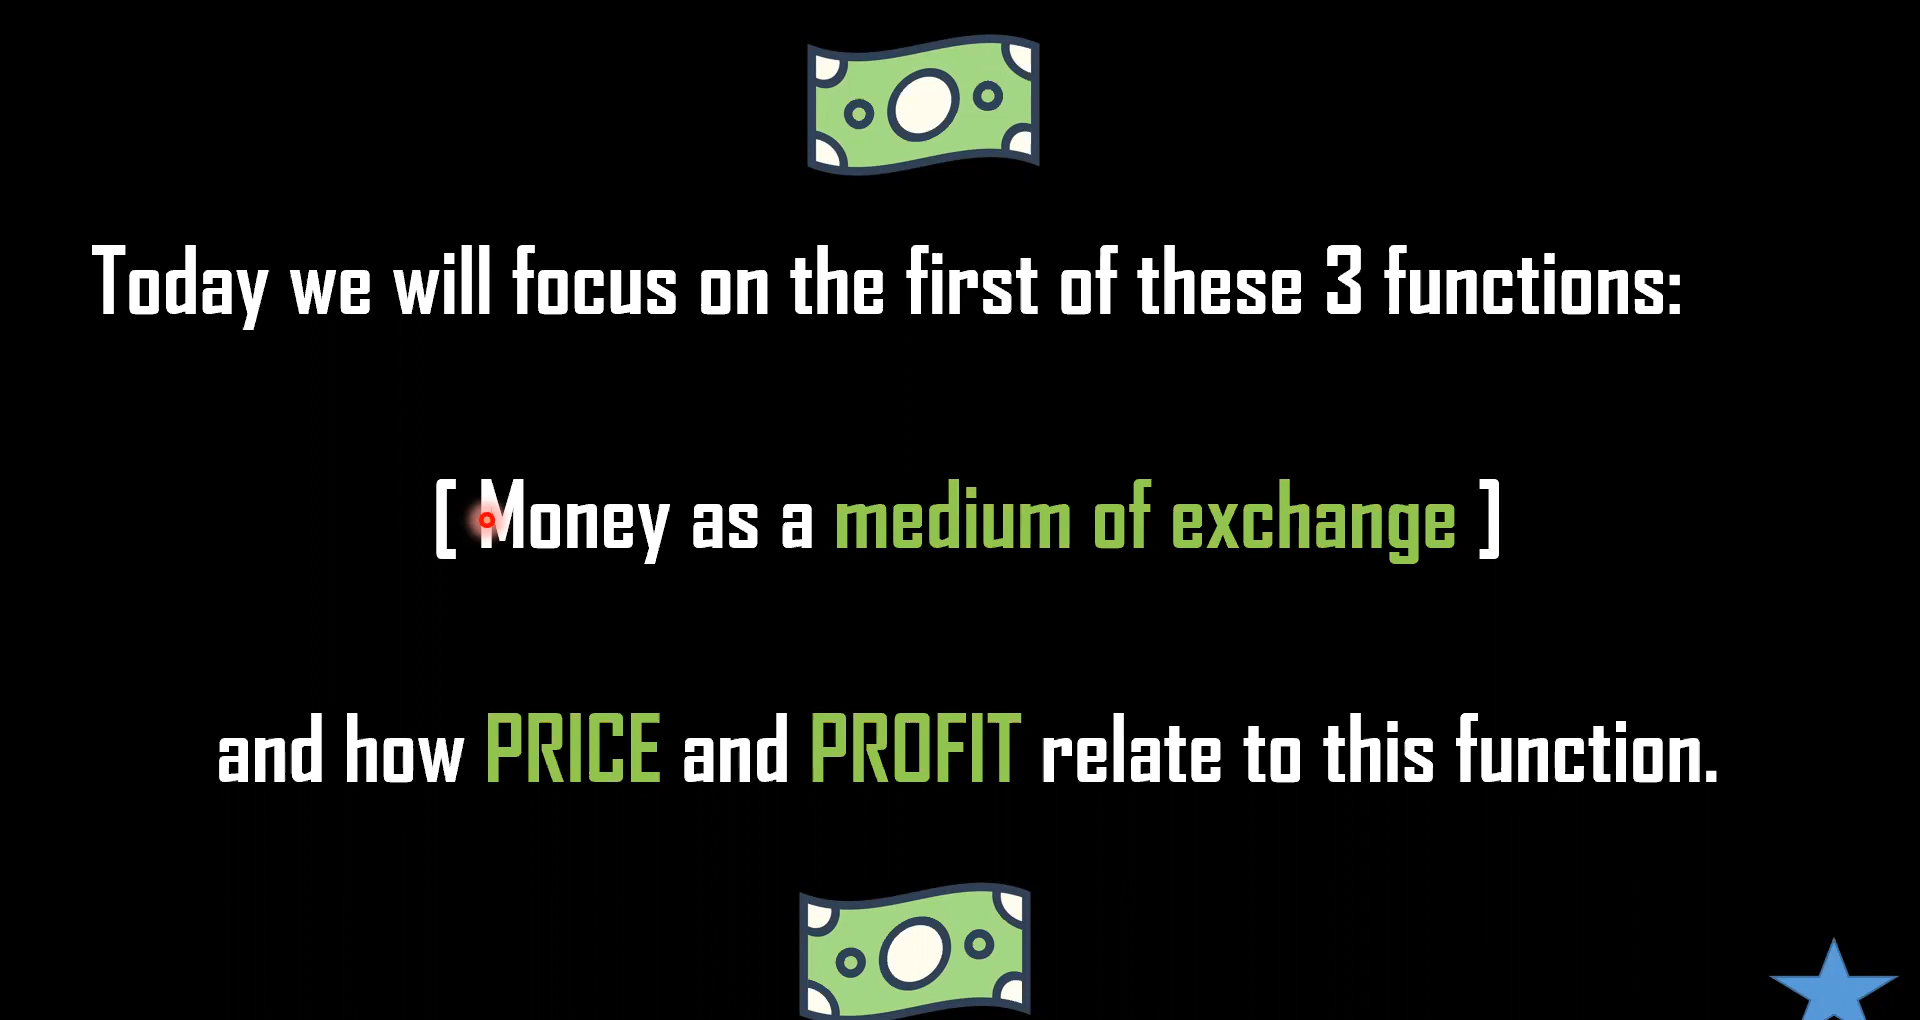 Today we will focus on the first of these 3 functions:
[ Money as a medium of exchange ]
and how PRICE and PROFIT relate to this function.